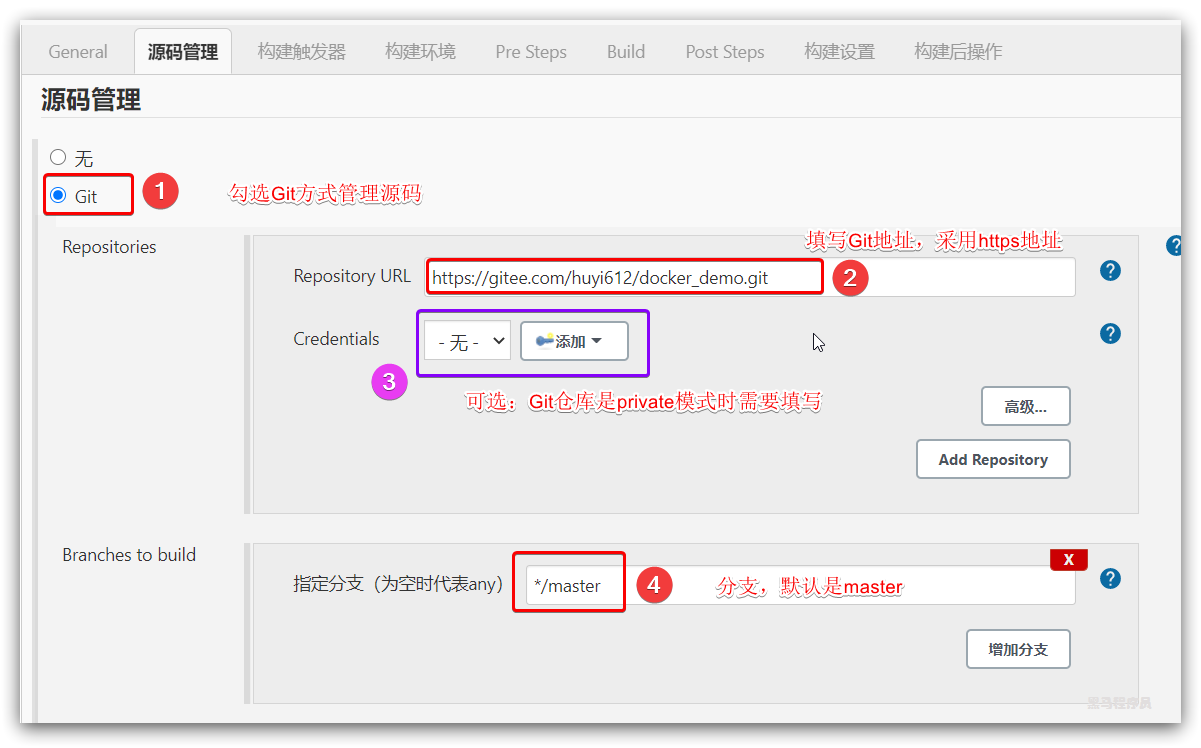 General 源码管理 构建触发器 构建环境 Pre Steps Build Post Steps 构建设置 构建后操作
源码管理
无
Git 1 勾选Git方式管理源码
Repositories
填写Git地址，采用https地址
Repository URL https://gitee.com/huyi612/docker_demo.git 2 ?
?
Credentials - 无 - 添加 ?
3
可选：Git仓库是private模式时需要填写
高级...
Add Repository
Branches to build
X
指定分支（为空时代表any） */master 4 分支，默认是master ?
增加分支